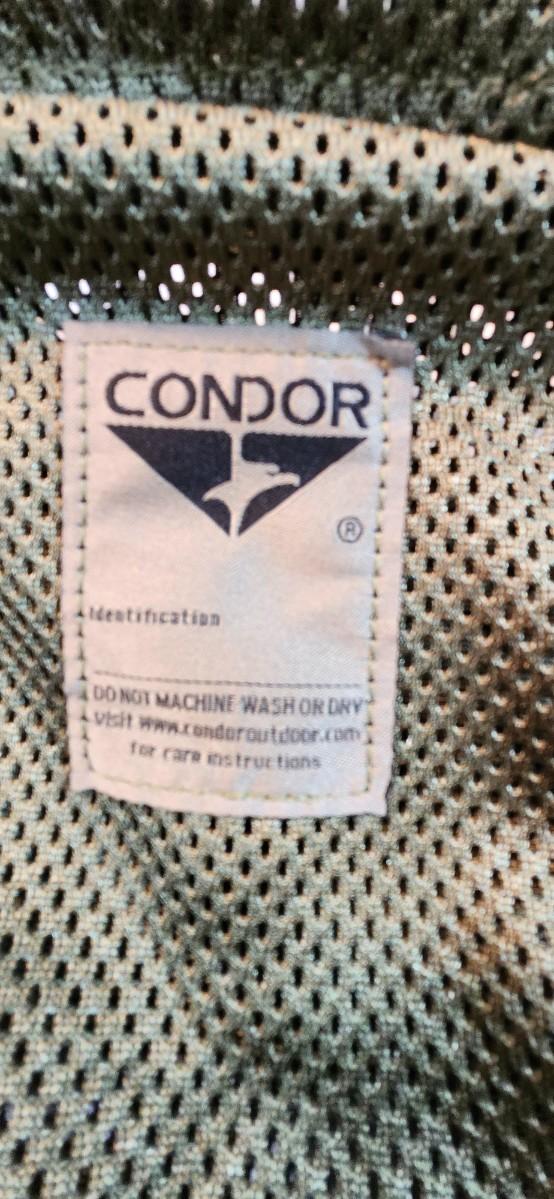 CONDOR
®
Identification
DO NOT MACHINE WASH OR DRY
visit www.condoroutdoor.com
for care instructions